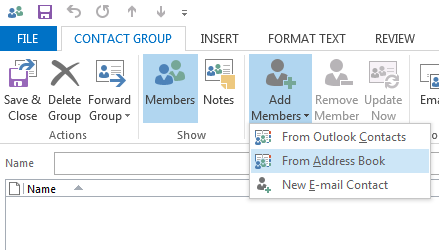 FILE CONTACT GROUP INSERT FORMAT TEXT REVIEW
Save & Close
Delete Group
Forward Group
Members
Notes
Add Members
Remove Member
Update Now
Ema
Actions
Show
From Outlook Contacts
From Address Book
New E-mail Contact
Name
Name